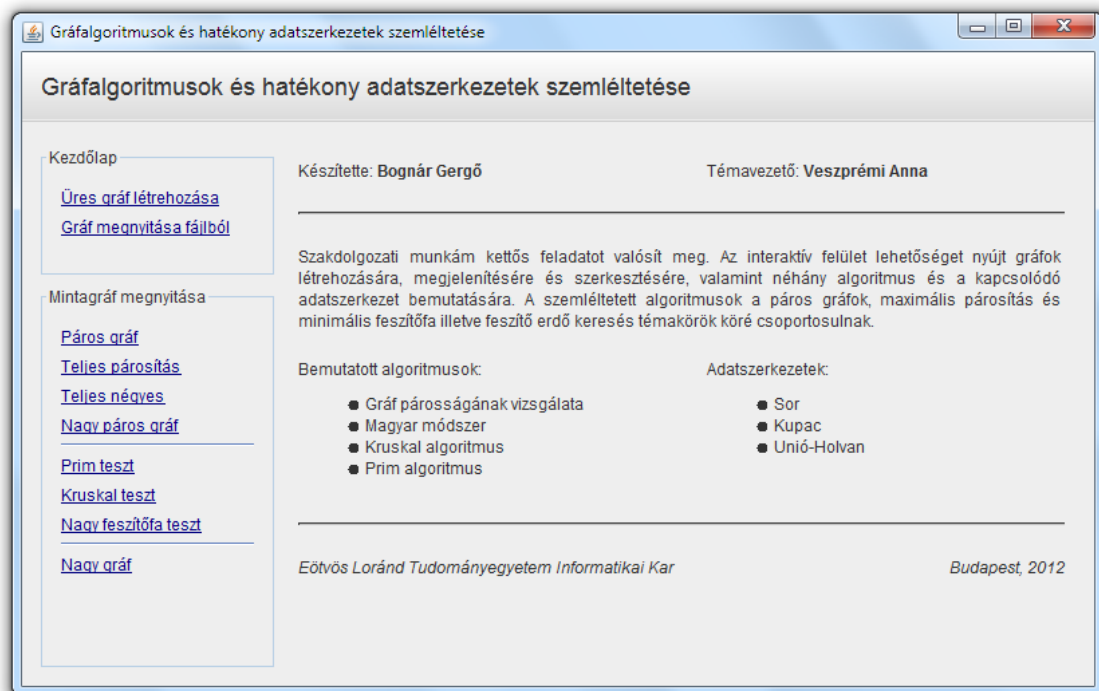 Gráfalgoritmusok és hatékony adatszerkezetek szemléltetése
Gráfalgoritmusok és hatékony adatszerkezetek szemléltetése
Kezdőlap
Üres gráf létrehozása
Gráf megnyitása fájlból
Mintagráf megnyitása
Páros gráf
Teljes párosítás
Teljes négyes
Nagy páros gráf
Prim teszt
Kruskal teszt
Nagy feszítőfa teszt
Nagy gráf
Készítette: Bognár Gergő
Témavezető: Veszprémi Anna
Szakdolgozati munkám kettős feladatot valósít meg. Az interaktív felület lehetőséget nyújt gráfok
létrehozására, megjelenítésére és szerkesztésére, valamint néhány algoritmus és a kapcsolódó
adatszerkezet bemutatására. A szemléltetett algoritmusok a páros gráfok, maximális párosítás és
minimális feszítőfa illetve feszítő erdő keresés témakörök köré csoportosulnak.
Bemutatott algoritmusok:
Gráf párosságának vizsgálata
Magyar módszer
Kruskal algoritmus
Prim algoritmus
Adatszerkezetek:
Sor
Kupac
Unió-Holvan
Eötvös Loránd Tudományegyetem Informatikai Kar
Budapest, 2012